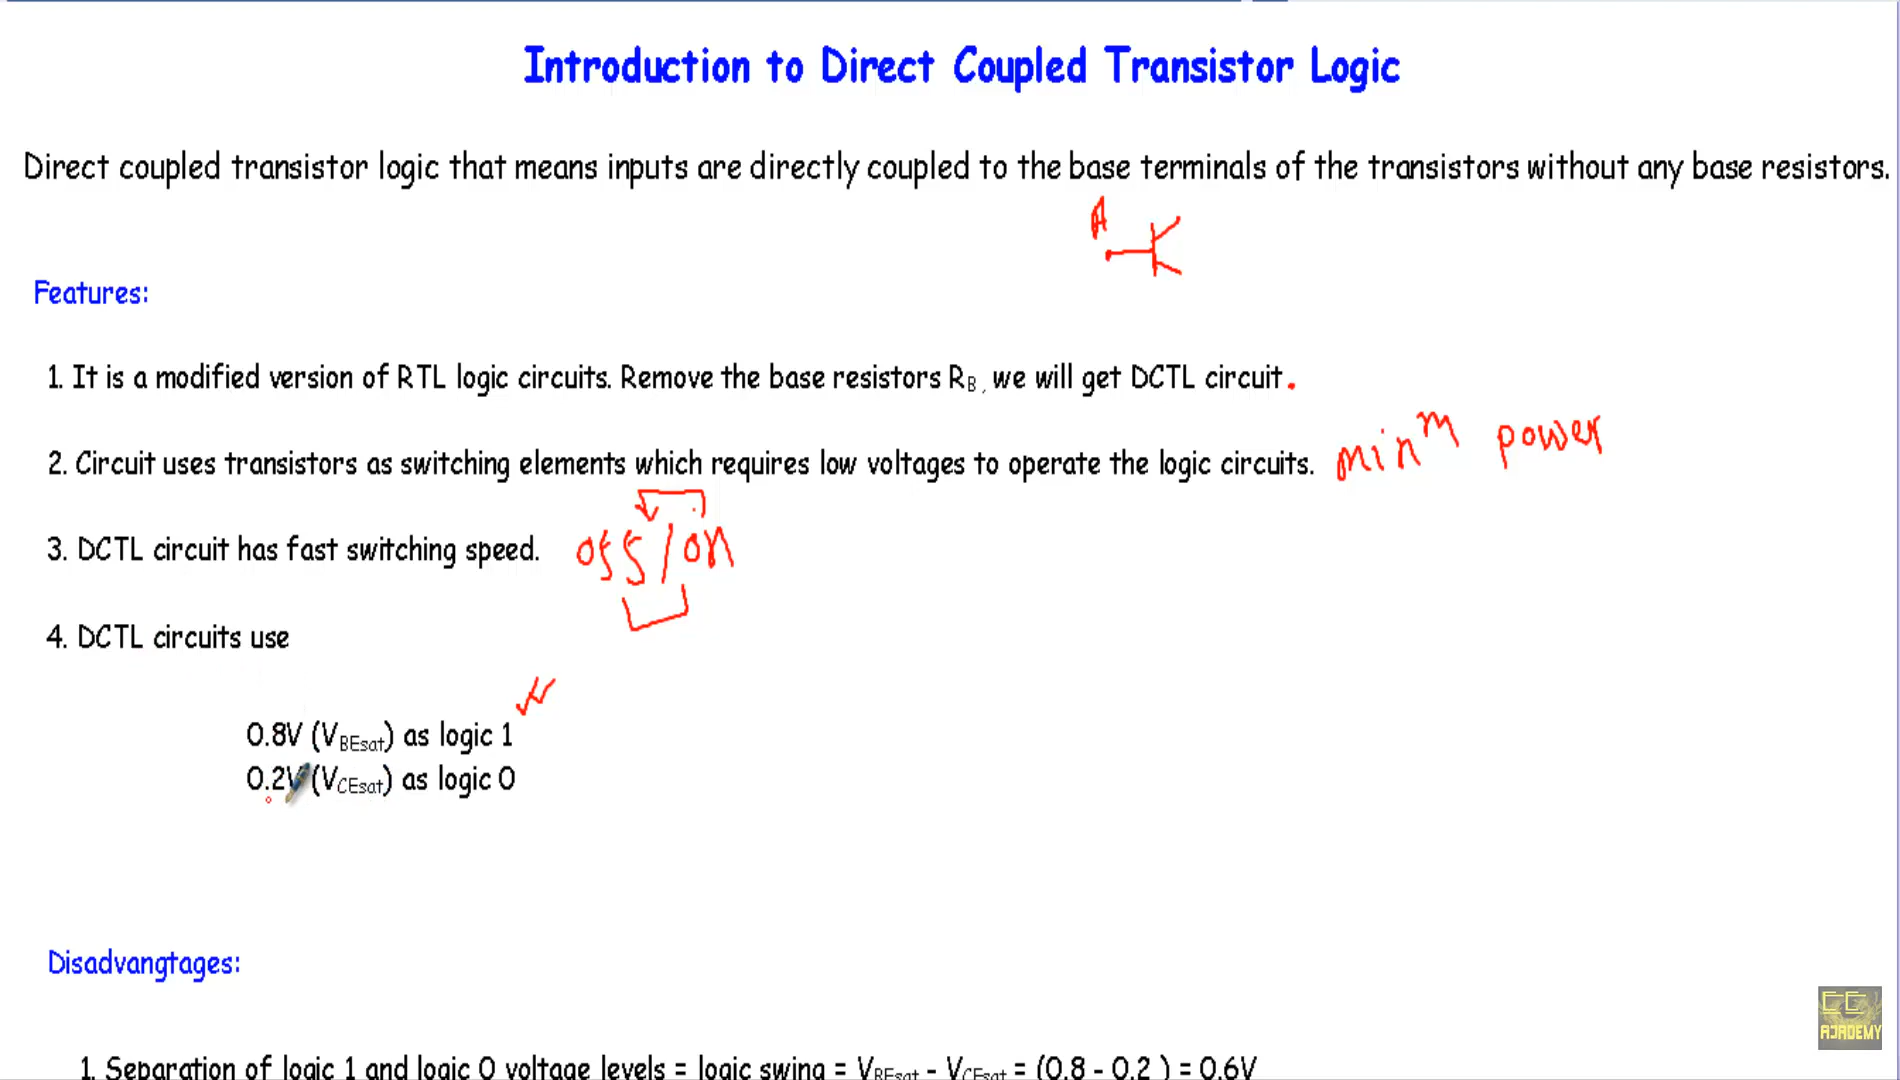 Introduction to Direct Coupled Transistor Logic
Direct coupled transistor logic that means inputs are directly coupled to the base terminals of the transistors without any base resistors.
A
Features:
1. It is a modified version of RTL logic circuits. Remove the base resistors RB, we will get DCTL circuit.
2. Circuit uses transistors as switching elements which requires low voltages to operate the logic circuits. minm power
3. DCTL circuit has fast switching speed. off/on
4. DCTL circuits use
0.8V (VBEsat) as logic 1
0.2V (VCEsat) as logic 0
Disadvangtages:
1. Separation of logic 1 and logic 0 voltage levels = logic swing = VBEsat - VCEsat = (0.8 - 0.2 ) = 0.6V
EE
AJADEMY